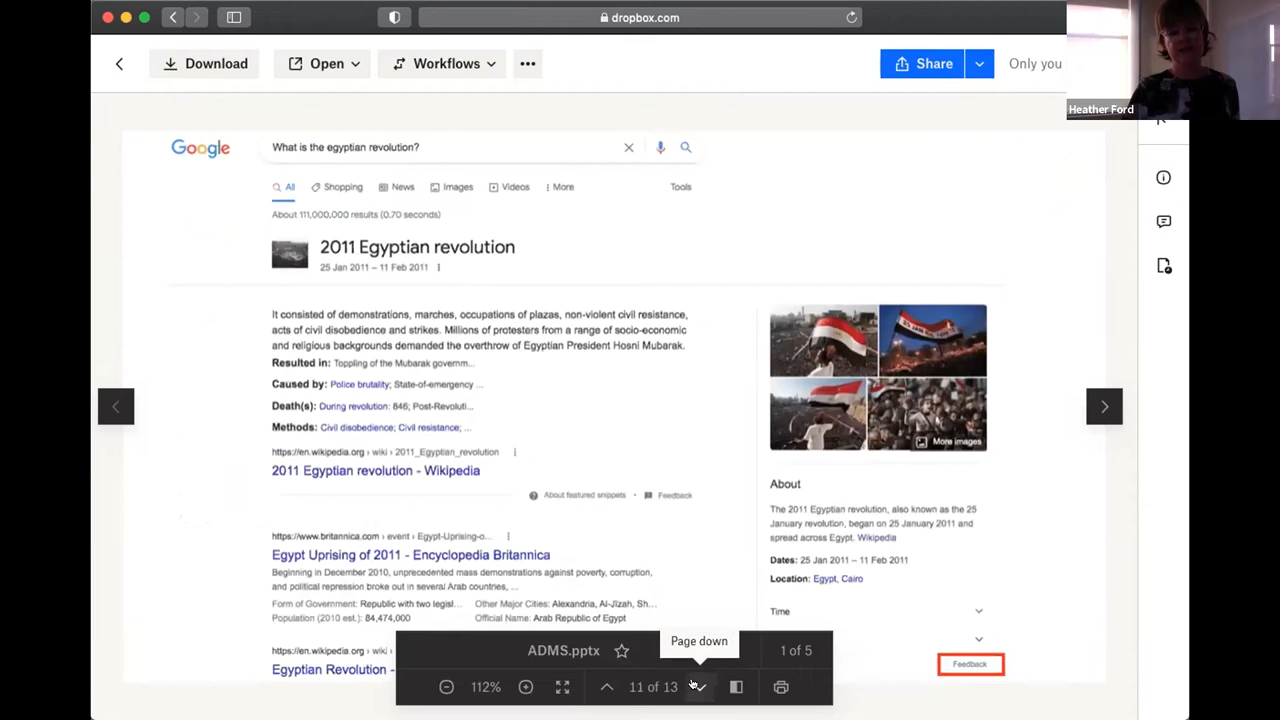 dropbox.com
Download
Open
Workflows
Share
Only you
Heather Ford
Google
What is the egyptian revolution?
All
Shopping
News
Images
Videos
More
Tools
About 111,000,000 results (0.70 seconds)
2011 Egyptian revolution
25 Jan 2011 – 11 Feb 2011
It consisted of demonstrations, marches, occupations of plazas, non-violent civil resistance,
acts of civil disobedience and strikes. Millions of protesters from a range of socio-economic
and religious backgrounds demanded the overthrow of Egyptian President Hosni Mubarak.
Resulted in: Toppling of the Mubarak governm...
Caused by: Police brutality; State-of-emergency ...
Death(s): During revolution: 846; Post-Revoluti...
Methods: Civil disobedience; Civil resistance; ...
https://en.wikipedia.org › wiki › 2011_Egyptian_revolution
2011 Egyptian revolution - Wikipedia
About featured snippets • Feedback
https://www.britannica.com › event › Egypt-Uprising-o...
Egypt Uprising of 2011 - Encyclopedia Britannica
Beginning in December 2010, unprecedented mass demonstrations against poverty, corruption,
and political repression broke out in several Arab countries, ...
Form of Government: Republic with two legisl... Other Major Cities: Alexandria, Al-Jīzah, Sh...
Population (2010 est.): 84,474,000 Official Name: Arab Republic of Egypt
https://en.wikipedia.org › wiki
Egyptian Revolution -
More images
About
The 2011 Egyptian revolution, also known as the 25
January revolution, began on 25 January 2011 and
spread across Egypt. Wikipedia
Dates: 25 Jan 2011 – 11 Feb 2011
Location: Egypt, Cairo
Time
Feedback
Page down
ADMS.pptx
1 of 5
112%
11 of 13